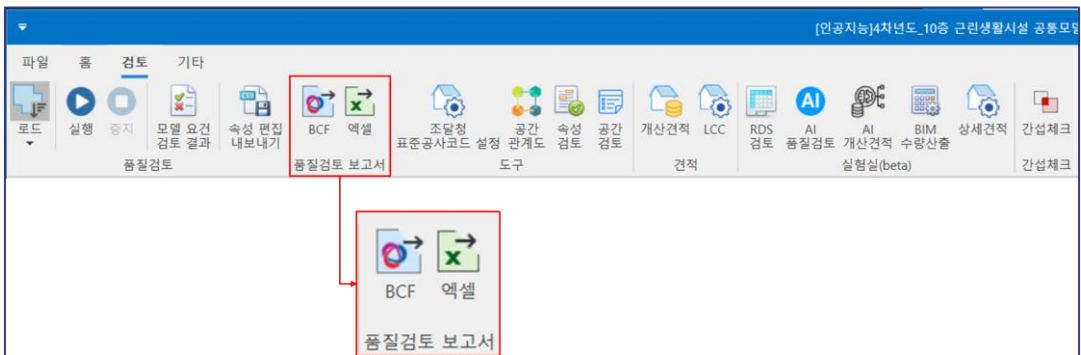 [인공지능]4차년도_10층 근린생활시설 공통모델
파일 홈 검토 기타
로드 실행 중지 모델 요건 검토 결과 속성 편집 내보내기 BCF 엑셀 조달청 표준공사코드 설정 공간 관계도 속성 검토 공간 검토 개산견적 LCC RDS 검토 AI 품질검토 AI 개산견적 BIM 수량산출 상세견적 간섭체크
품질검토 품질검토 보고서 도구 견적 실험실(beta) 간섭체크
BCF 엑셀
품질검토 보고서